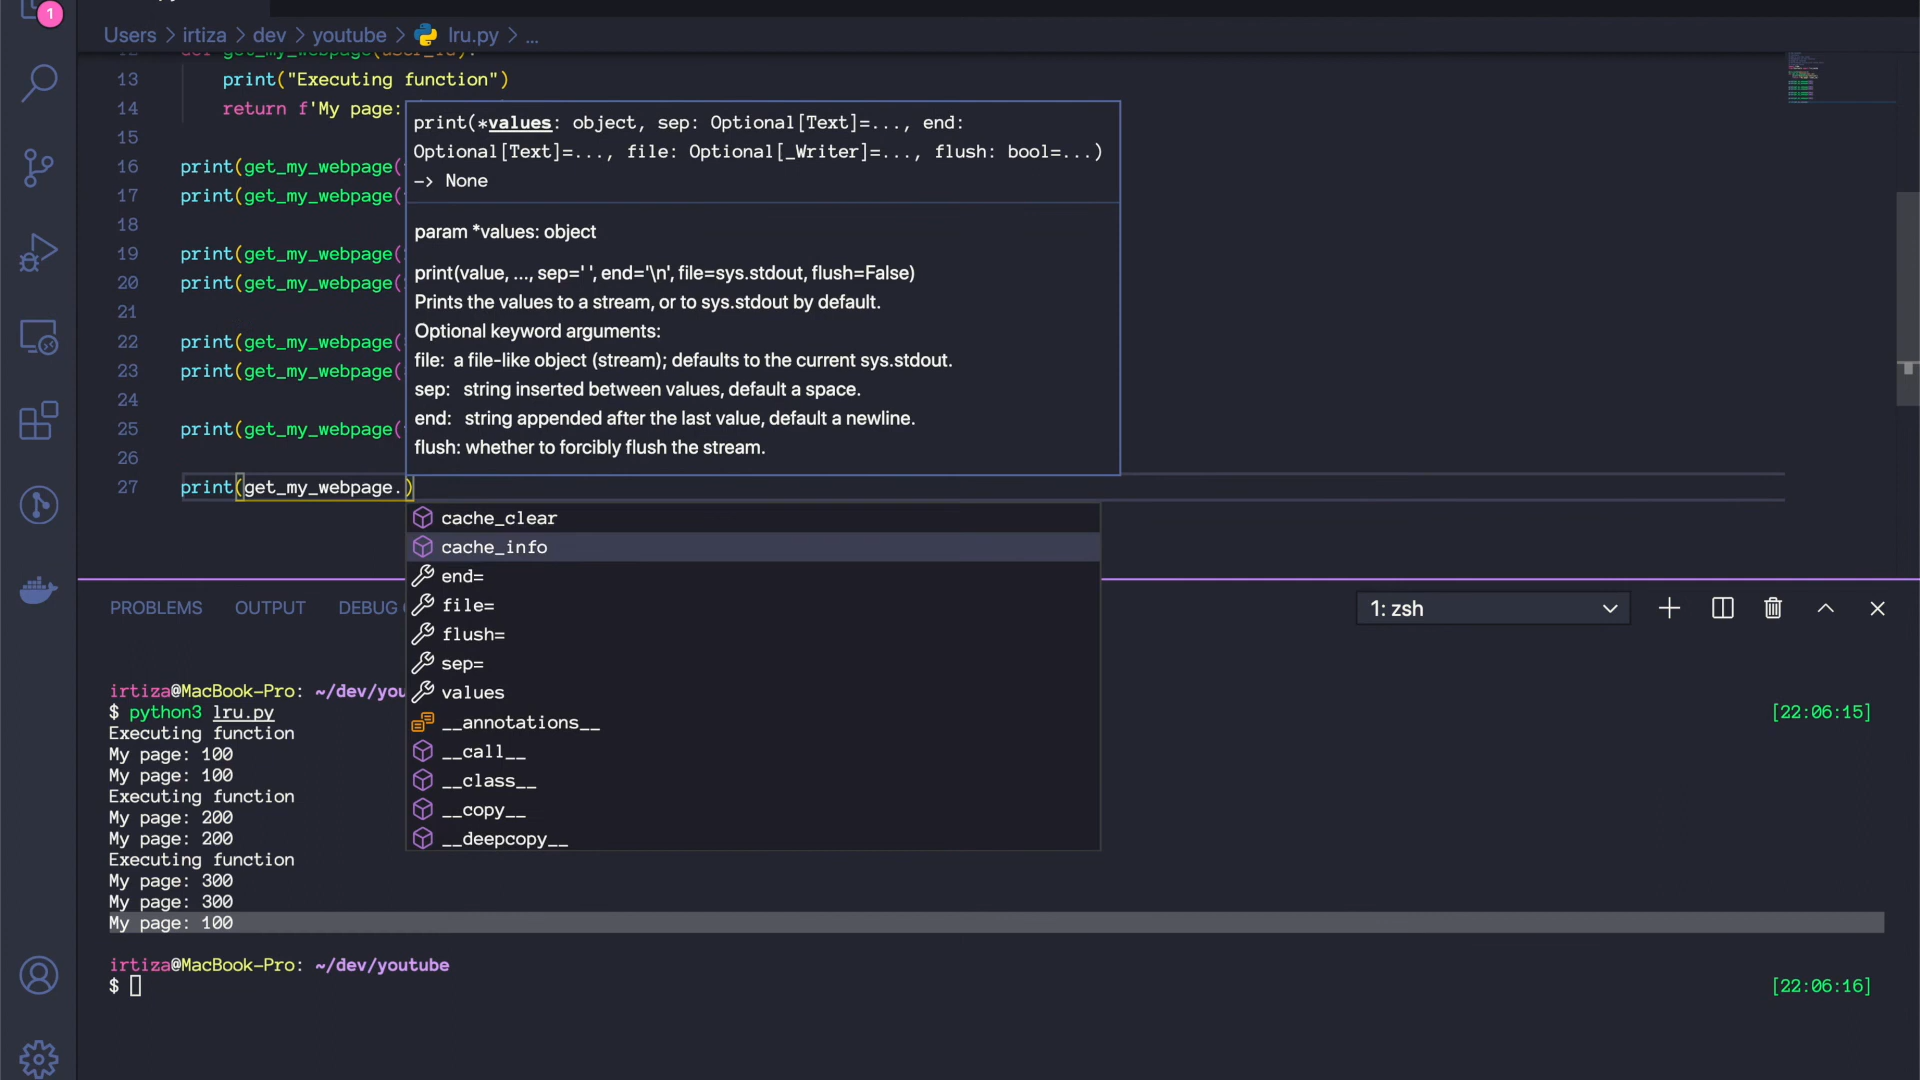 1
Users > irtiza > dev > youtube > lru.py > ...
12 def get_my_webpage(user_id):
13 print("Executing function")
14 return f'My page:
15
16 print(get_my_webpage(
17 print(get_my_webpage(
18
19 print(get_my_webpage(
20 print(get_my_webpage(
21
22 print(get_my_webpage(
23 print(get_my_webpage(
24
25 print(get_my_webpage(
26
27 print(get_my_webpage.)
print(*values: object, sep: Optional[Text]=..., end:
Optional[Text]=..., file: Optional[_Writer]=..., flush: bool=...)
-> None
param *values: object
print(value, ..., sep=' ', end='\n', file=sys.stdout, flush=False)
Prints the values to a stream, or to sys.stdout by default.
Optional keyword arguments:
file: a file-like object (stream); defaults to the current sys.stdout.
sep: string inserted between values, default a space.
end: string appended after the last value, default a newline.
flush: whether to forcibly flush the stream.
cache_clear
cache_info
end=
file=
flush=
sep=
values
__annotations__
__call__
__class__
__copy__
__deepcopy__
PROBLEMS OUTPUT DEBUG 1: zsh
irtiza@MacBook-Pro: ~/dev/you
$ python3 lru.py [22:06:15]
Executing function
My page: 100
My page: 100
Executing function
My page: 200
My page: 200
Executing function
My page: 300
My page: 300
My page: 100
irtiza@MacBook-Pro: ~/dev/youtube
$ [22:06:16]